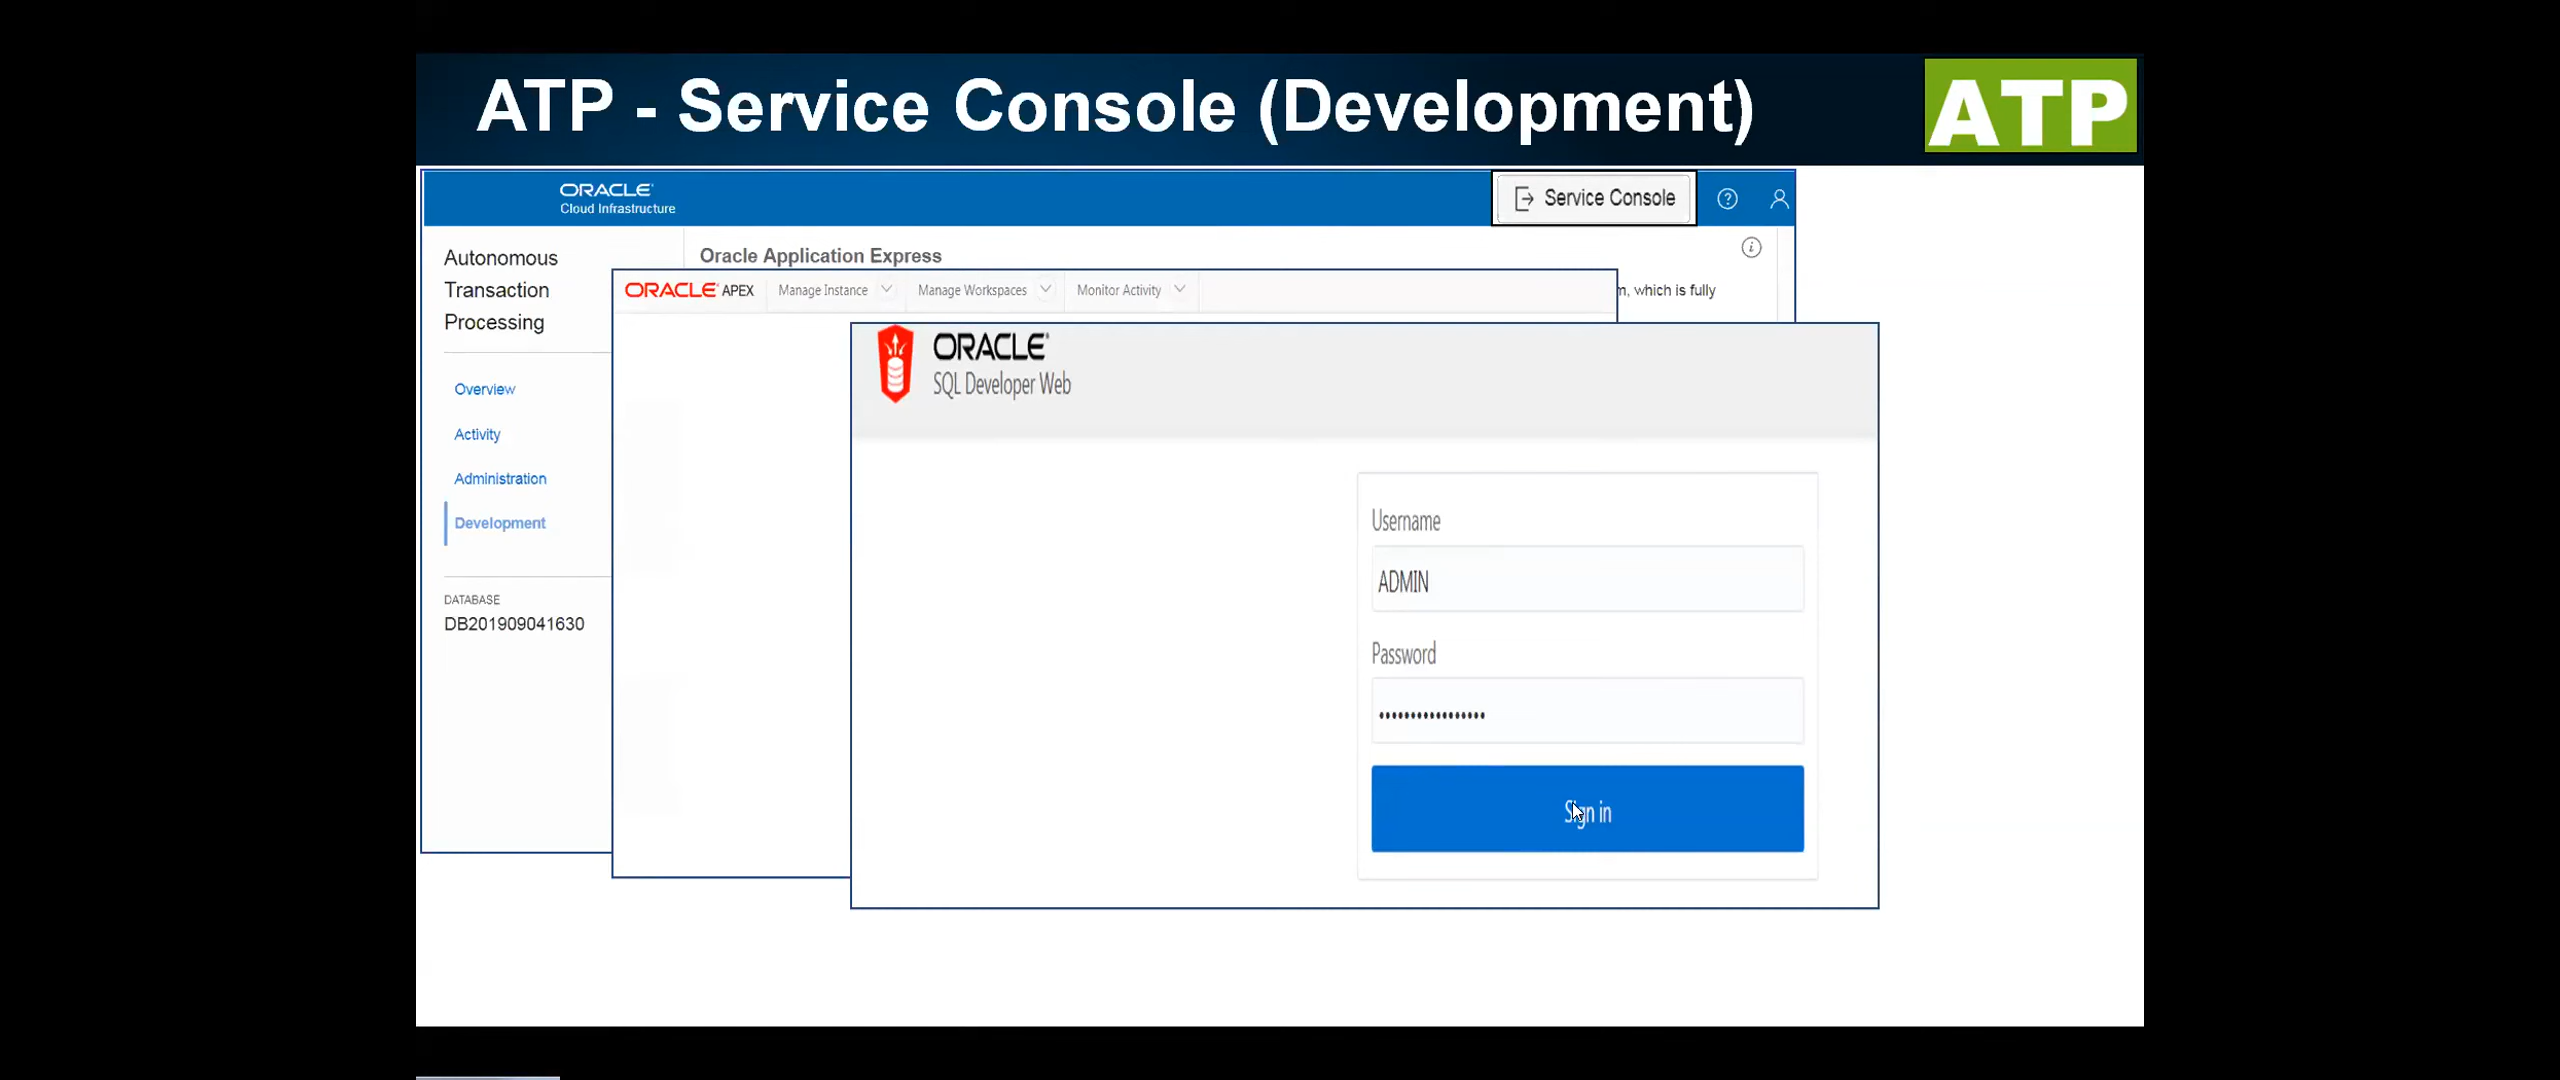 ATP - Service Console (Development)
ATP
ORACLE
Cloud Infrastructure
Service Console
Autonomous
Transaction
Processing
Overview
Activity
Administration
Development
DATABASE
DB201909041630
Oracle Application Express
which is fully
ORACLE APEX
Manage Instance
Manage Workspaces
Monitor Activity
ORACLE
SQL Developer Web
Username
ADMIN
Password
Sign in